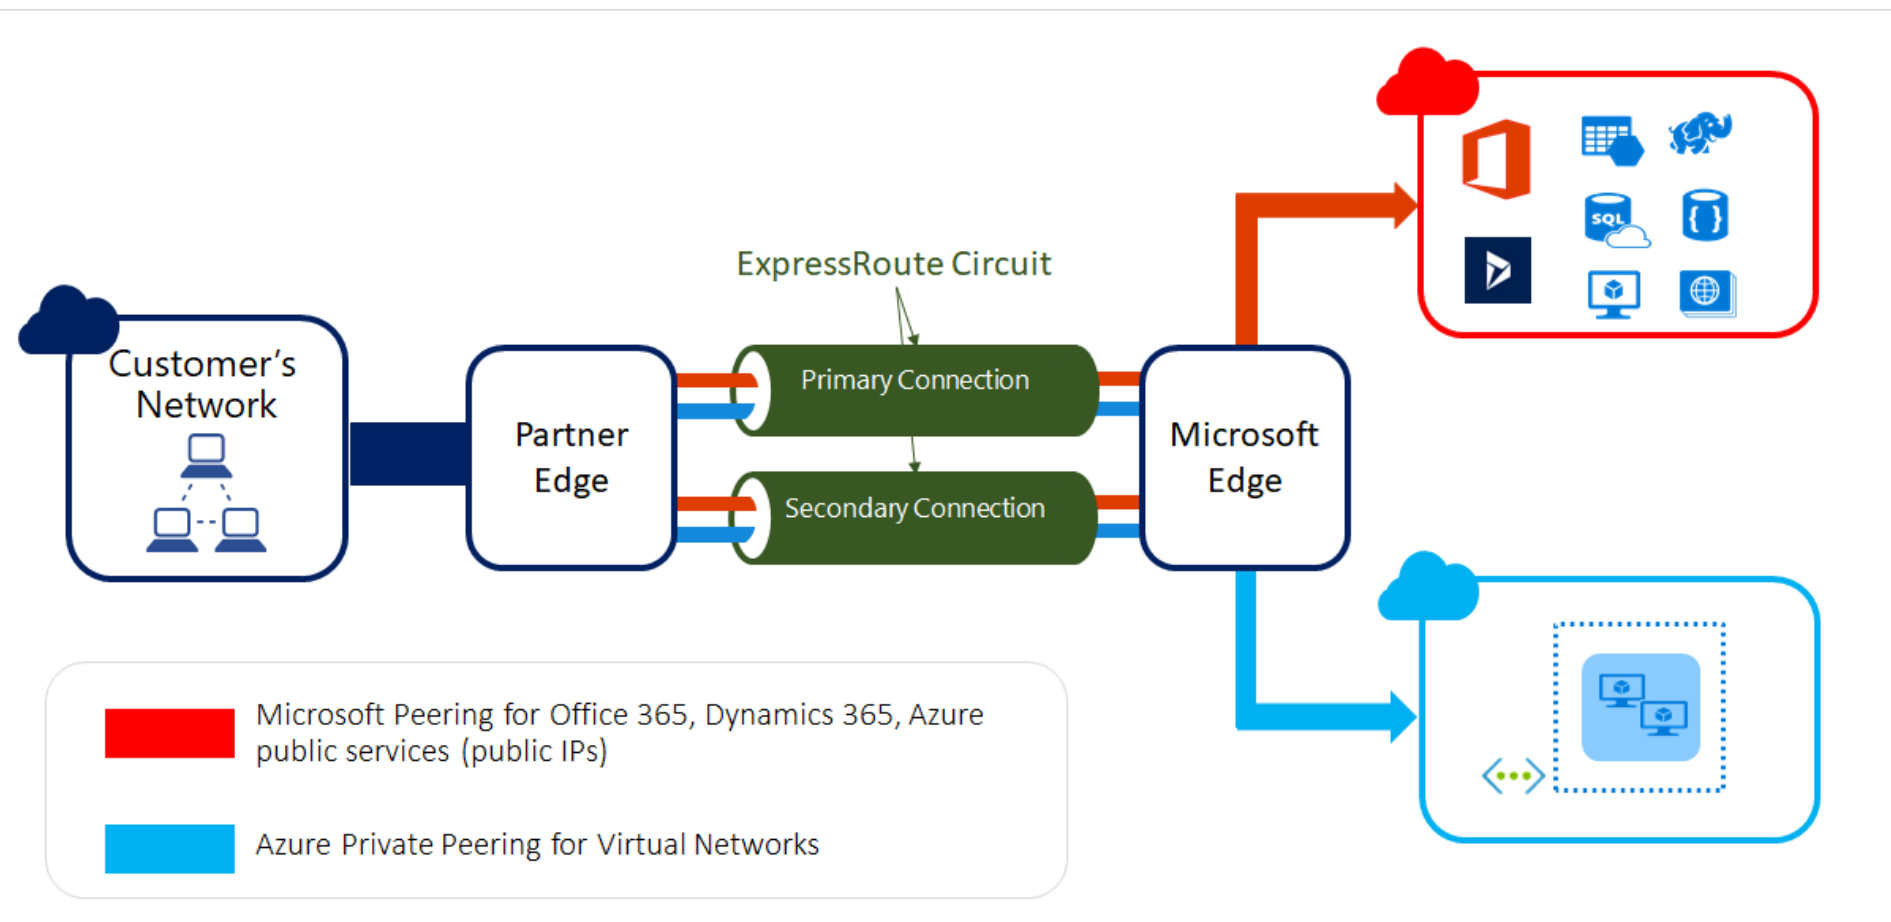 ExpressRoute Circuit
Customer's
Network
Partner
Edge
Primary Connection
Secondary Connection
Microsoft
Edge
SQL
Microsoft Peering for Office 365, Dynamics 365, Azure
public services (public IPs)
Azure Private Peering for Virtual Networks